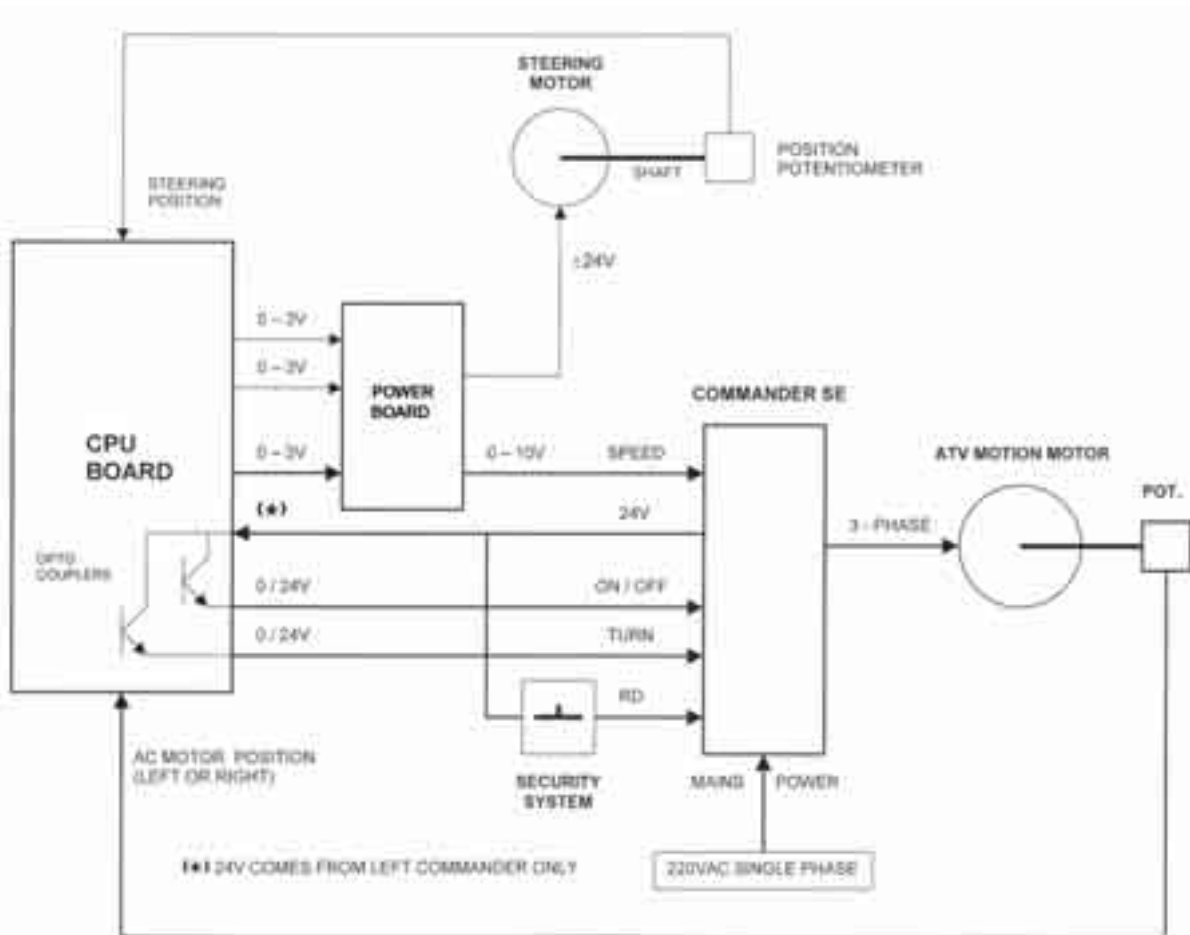 STEERING
MOTOR
SHAFT
POSITION
POTENTIOMETER
STEERING
POSITION
±24V
0 – 3V
0 – 3V
0 – 3V
POWER
BOARD
CPU
BOARD
COMMANDER SE
0 – 10V
SPEED
ATV MOTION MOTOR
POT.
(*)
24V
3 - PHASE
OPTO
COUPLERS
0 / 24V
ON / OFF
0 / 24V
TURN
RD
AC MOTOR POSITION
(LEFT OR RIGHT)
SECURITY
SYSTEM
MAINS POWER
(*) 24V COMES FROM LEFT COMMANDER ONLY
220VAC SINGLE PHASE